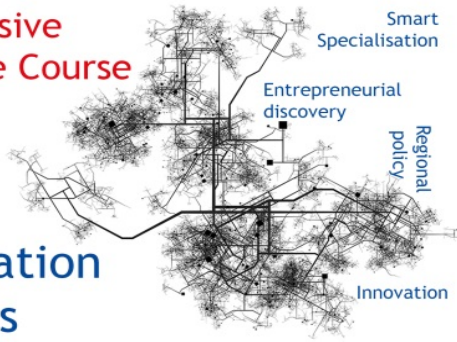 sive
e Course
Smart
Specialisation
Entrepreneurial
discovery
Regional
policy
ation
s
Innovation